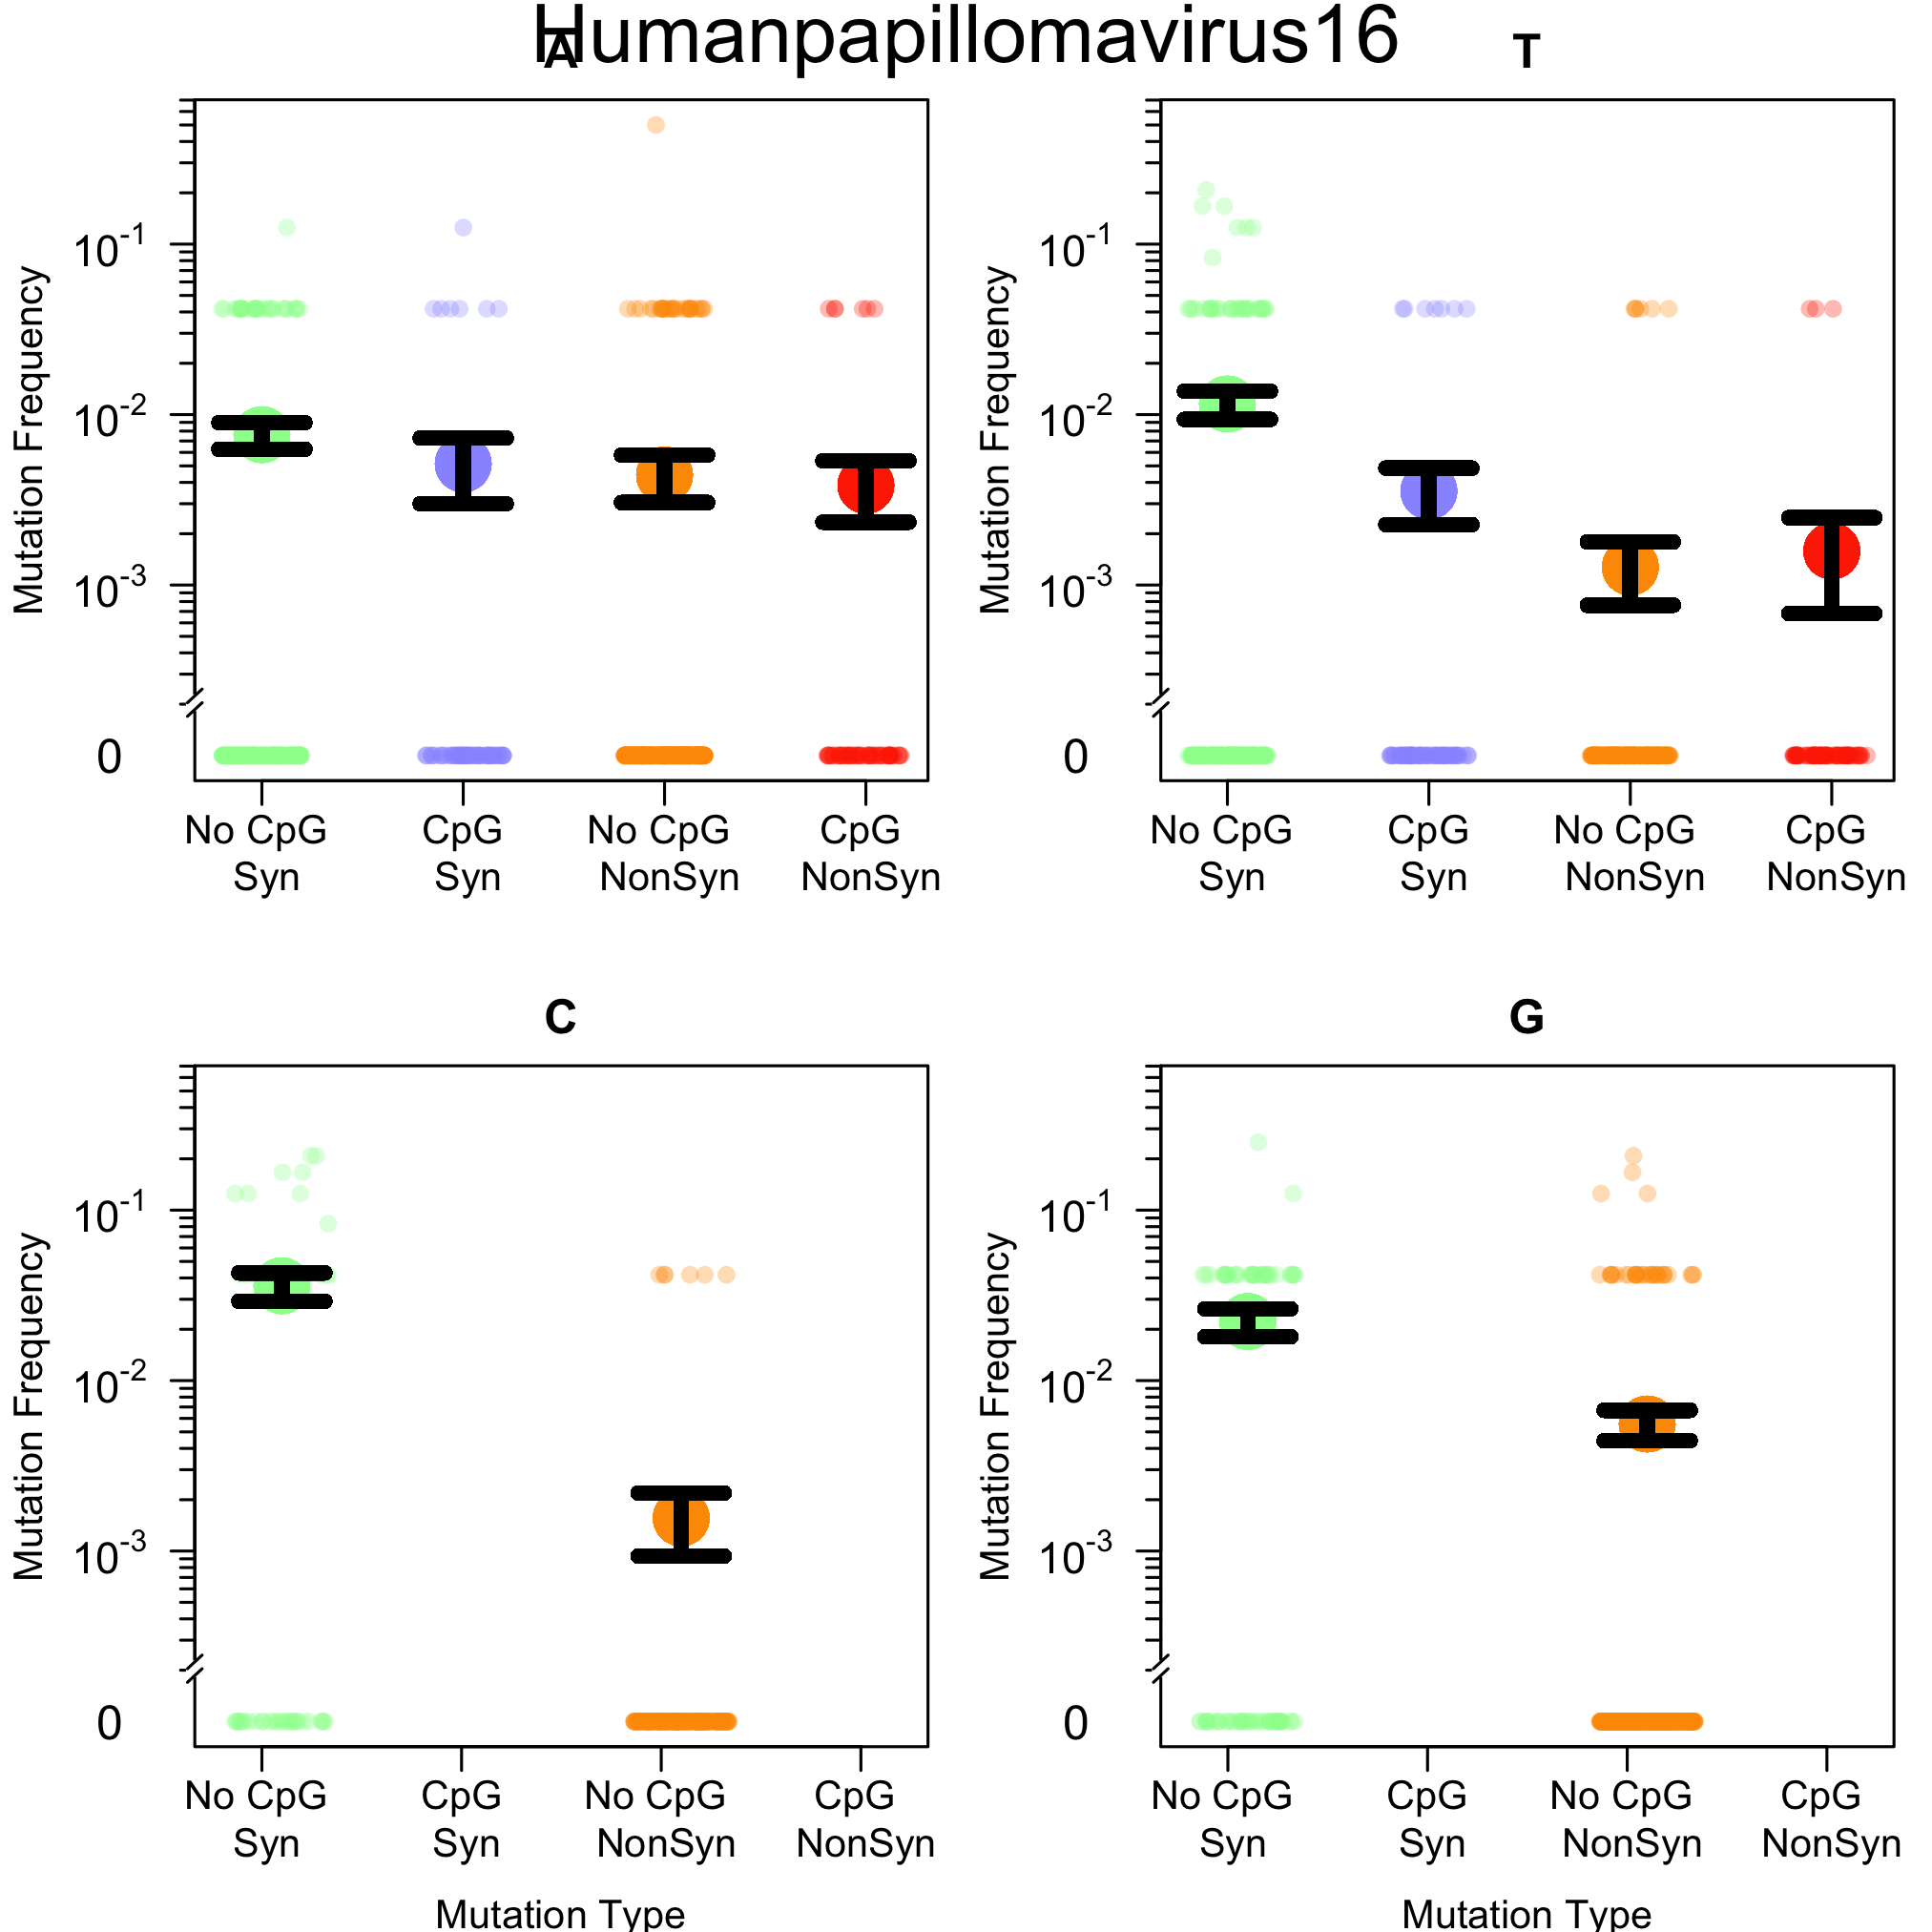 Humanpapillomavirus16
A
T
Mutation Frequency
10-1
10-2
10-3
0
No CpG Syn
CpG Syn
No CpG NonSyn
CpG NonSyn
Mutation Frequency
10-1
10-2
10-3
0
No CpG Syn
CpG Syn
No CpG NonSyn
CpG NonSyn
C
G
Mutation Frequency
10-1
10-2
10-3
0
No CpG Syn
CpG Syn
No CpG NonSyn
CpG NonSyn
Mutation Type
Mutation Frequency
10-1
10-2
10-3
0
No CpG Syn
CpG Syn
No CpG NonSyn
CpG NonSyn
Mutation Type